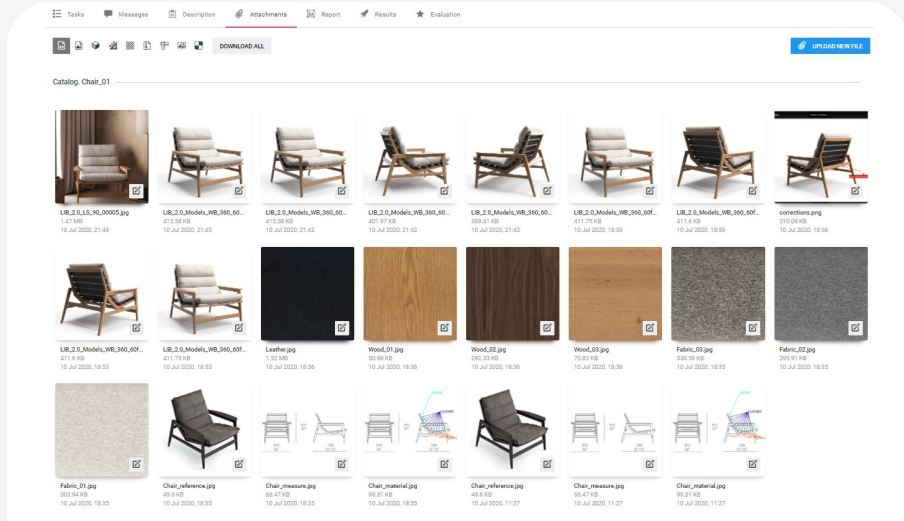 Tasks Messages Description Attachments Report Results Evaluation
DOWNLOAD ALL UPLOAD NEW FILE
Catalog. Chair_01
LIB_2.0_LS_90_00005.jpg LIB_2.0_Models_WB_360_60... LIB_2.0_Models_WB_360_60... LIB_2.0_Models_WB_360_60... LIB_2.0_Models_WB_360_60... LIB_2.0_Models_WB_360_60f... LIB_2.0_Models_WB_360_60f... corrections.png
1.47 MB 415.58 KB 415.58 KB 401.97 KB 389.41 KB 411.75 KB 411.6 KB 310.09 KB
10 Jul 2020, 21:49 10 Jul 2020, 21:45 10 Jul 2020, 21:42 10 Jul 2020, 21:42 10 Jul 2020, 21:42 10 Jul 2020, 18:59 10 Jul 2020, 18:59 10 Jul 2020, 18:56
LIB_2.0_Models_WB_360_60f... LIB_2.0_Models_WB_360_60f... Leather.jpg Wood_01.jpg Wood_02.jpg Wood_03.jpg Fabric_03.jpg Fabric_02.jpg
411.6 KB 411.75 KB 1.52 MB 50.69 KB 292.33 KB 70.83 KB 330.56 KB 295.91 KB
10 Jul 2020, 18:53 10 Jul 2020, 18:53 10 Jul 2020, 18:36 10 Jul 2020, 18:36 10 Jul 2020, 18:36 10 Jul 2020, 18:36 10 Jul 2020, 18:35 10 Jul 2020, 18:35
Fabric_01.jpg Chair_reference.jpg Chair_measure.jpg Chair_material.jpg Chair_reference.jpg Chair_measure.jpg Chair_material.jpg
303.94 KB 49.6 KB 66.47 KB 99.81 KB 49.6 KB 66.47 KB 99.81 KB
10 Jul 2020, 18:35 10 Jul 2020, 18:35 10 Jul 2020, 18:35 10 Jul 2020, 18:35 10 Jul 2020, 11:27 10 Jul 2020, 11:27 10 Jul 2020, 11:27